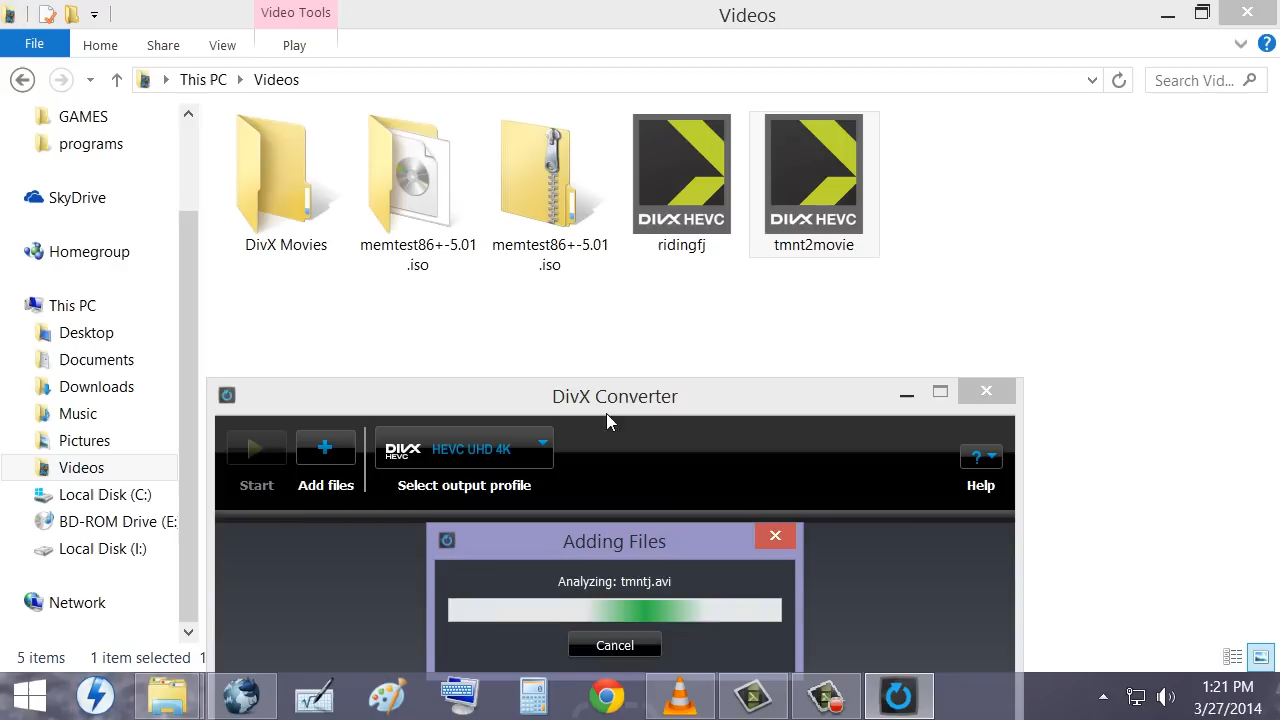 Video Tools
Videos
File
Home
Share
View
Play
This PC
Videos
Search Vid...
GAMES
programs
SkyDrive
Homegroup
This PC
Desktop
Documents
Downloads
Music
Pictures
Videos
Local Disk (C:)
BD-ROM Drive (E:
Local Disk (I:)
Network
DivX Movies
memtest86+-5.01
.iso
memtest86+-5.01
.iso
DIVX HEVC
ridingfj
DIVX HEVC
tmnt2movie
DivX Converter
DIVX
HEVC
HEVC UHD 4K
Start
Add files
Select output profile
?
Help
Adding Files
Analyzing: tmntj.avi
Cancel
5 items
1 item selected
1
1:21 PM
3/27/2014